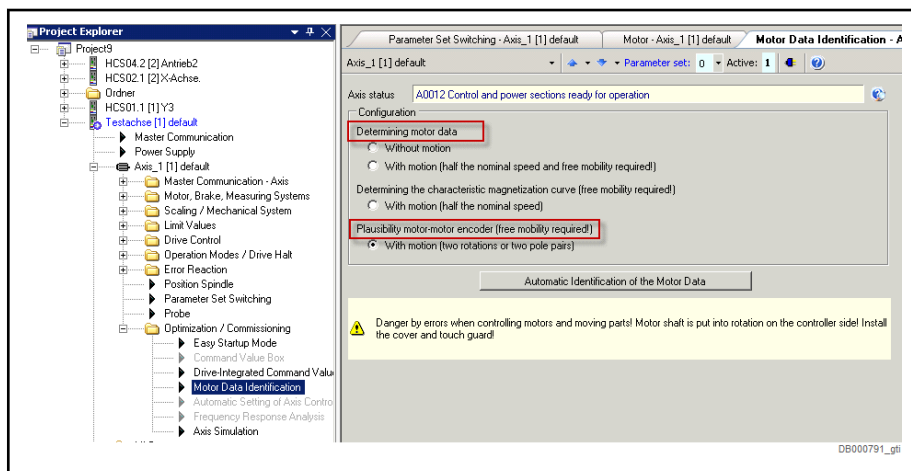 Project Explorer
Project9
HCS04.2 [2] Antrieb2
HCS02.1 [2] X-Achse.
Ordner
HCS01.1 [1] Y3
Testachse [1] default
Master Communication
Power Supply
Axis_1 [1] default
Master Communication - Axis
Motor, Brake, Measuring Systems
Scaling / Mechanical System
Limit Values
Drive Control
Operation Modes / Drive Halt
Error Reaction
Position Spindle
Parameter Set Switching
Probe
Optimization / Commissioning
Easy Startup Mode
Command Value Box
Drive-Integrated Command Valu
Motor Data Identification
Automatic Setting of Axis Contro
Frequency Response Analysis
Axis Simulation
Parameter Set Switching - Axis_1 [1] default
Motor - Axis_1 [1] default
Motor Data Identification - A
Axis_1 [1] default
Parameter set: 0
Active: 1
Axis status
A0012 Control and power sections ready for operation
Configuration
Determining motor data
Without motion
With motion (half the nominal speed and free mobility required!)
Determining the characteristic magnetization curve (free mobility required!)
With motion (half the nominal speed)
Plausibility motor-motor encoder (free mobility required!)
With motion (two rotations or two pole pairs)
Automatic Identification of the Motor Data
Danger by errors when controlling motors and moving parts! Motor shaft is put into rotation on the controller side! Install
the cover and touch guard!
DB000791_gti